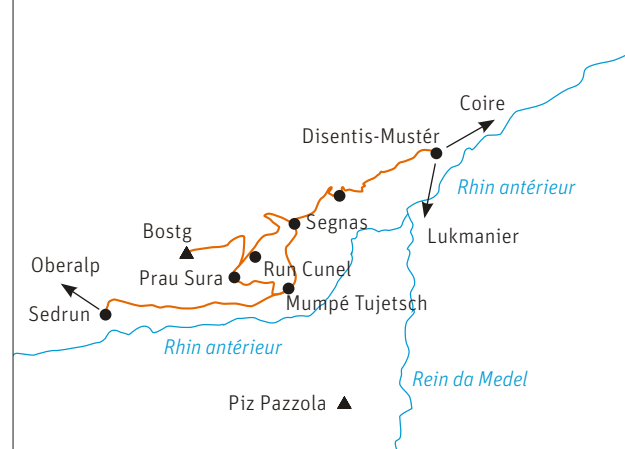 Coire
Disentis-Mustér
Rhin antérieur
Segnas
Bostg
Lukmanier
Oberalp
Run Cunel
Prau Sura
Mumpé Tujetsch
Sedrun
Rhin antérieur
Rein da Medel
Piz Pazzola